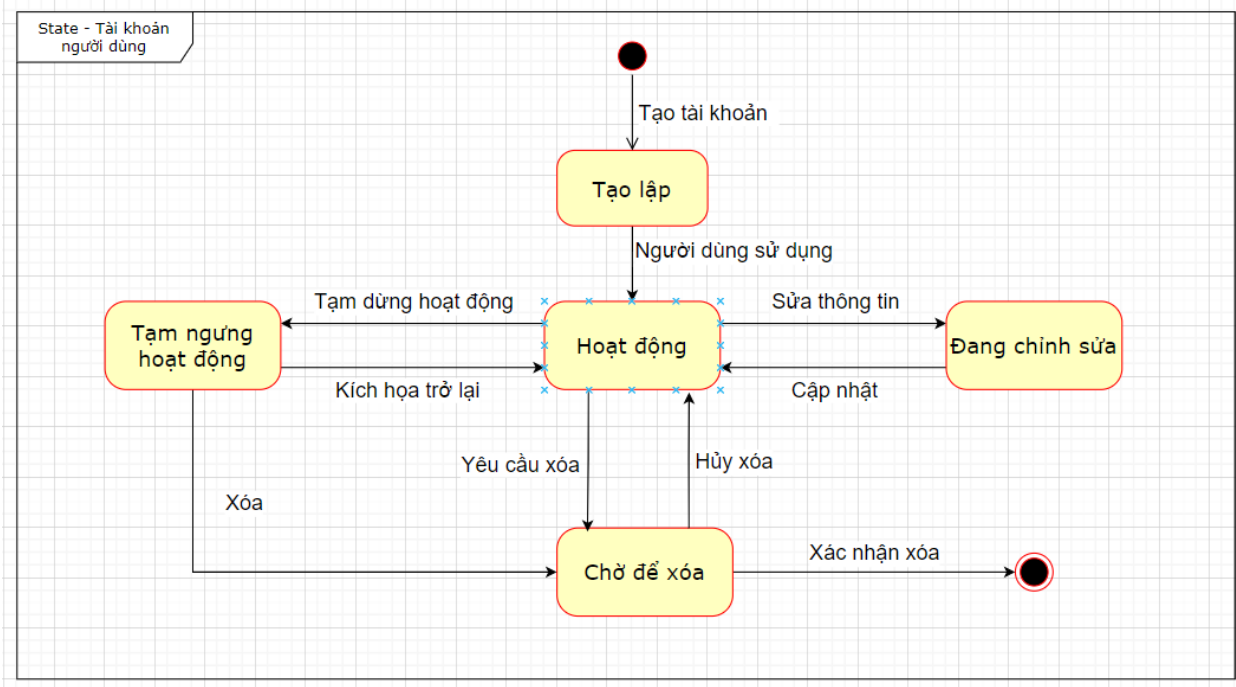 State - Tài khoản
người dùng
Tạo tài khoản
Tạo lập
Người dùng sử dụng
Tạm dừng hoạt động
Sửa thông tin
Tạm ngưng
hoạt động
Hoạt động
Đang chỉnh sửa
Kích họa trở lại
Cập nhật
Yêu cầu xóa
Hủy xóa
Xóa
Chờ để xóa
Xác nhận xóa